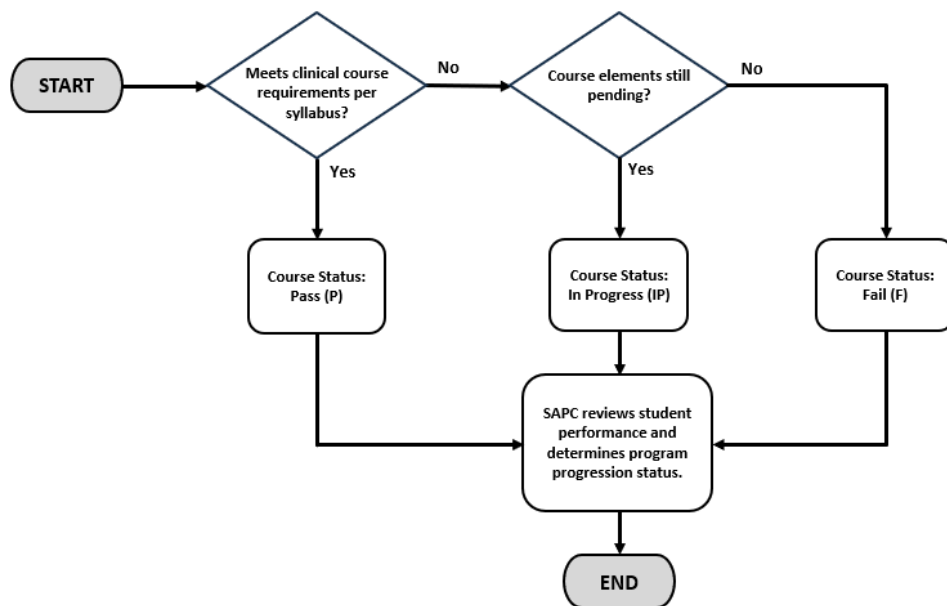 START
Meets clinical course
requirements per
syllabus?
No
Course elements still
pending?
No
Yes
Yes
Course Status:
Pass (P)
Course Status:
In Progress (IP)
Course Status:
Fail (F)
SAPC reviews student
performance and
determines program
progression status.
END